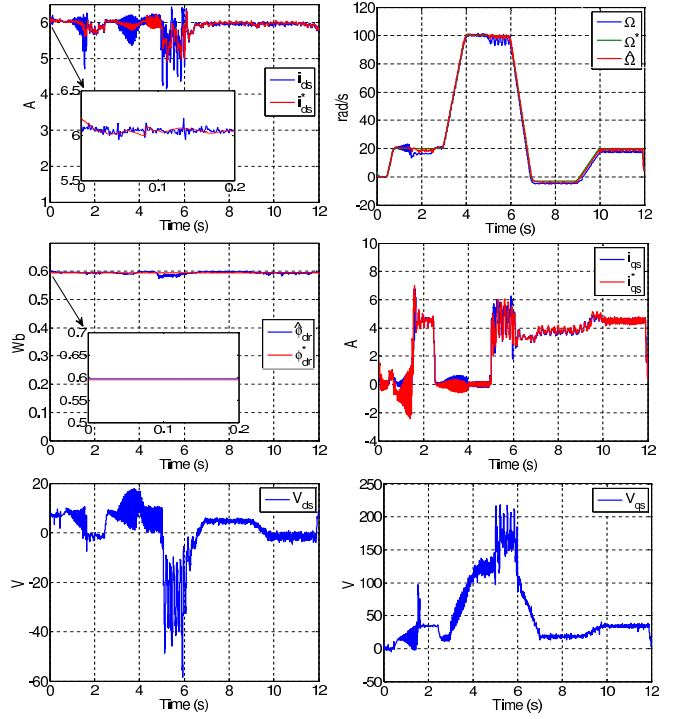 6
5
4
3
2
1
A
i_ds
i*_ds
6.5
6
5.5
0 0.1 0.2
0 2 4 6 8 10 12
Time (s)
120
100
80
60
40
20
0
-20
rad/s
Ω
Ω*
Ω̂
0 2 4 6 8 10 12
Time (s)
0.6
0.5
0.4
0.3
0.2
0.1
0
Wb
ϕ̂_dr
ϕ*_dr
0.7
0.65
0.6
0.55
0.5
0 0.1 0.2
0 2 4 6 8 10 12
Time (s)
10
8
6
4
2
0
-2
-4
A
i_qs
i*_qs
0 2 4 6 8 10 12
Time (s)
20
0
-20
-40
-60
V
V_ds
0 2 4 6 8 10 12
Time (s)
250
200
150
100
50
0
-50
V
V_qs
0 2 4 6 8 10 12
Time (s)